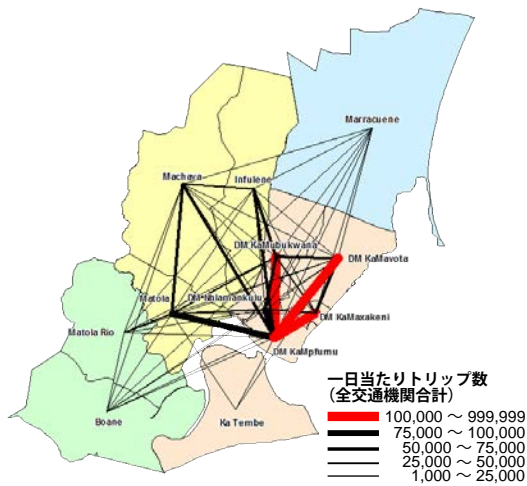 Marracuene
Machava
Infulene
DM KaMubukwana
DM KaMavota
Matola
DM Nhlamankulu
DM KaMaxakeni
Matola Rio
DM KaMpfumu
Boane
Ka Tembe
一日当たりトリップ数
(全交通機関合計)
100,000 ～ 999,999
75,000 ～ 100,000
50,000 ～ 75,000
25,000 ～ 50,000
1,000 ～ 25,000